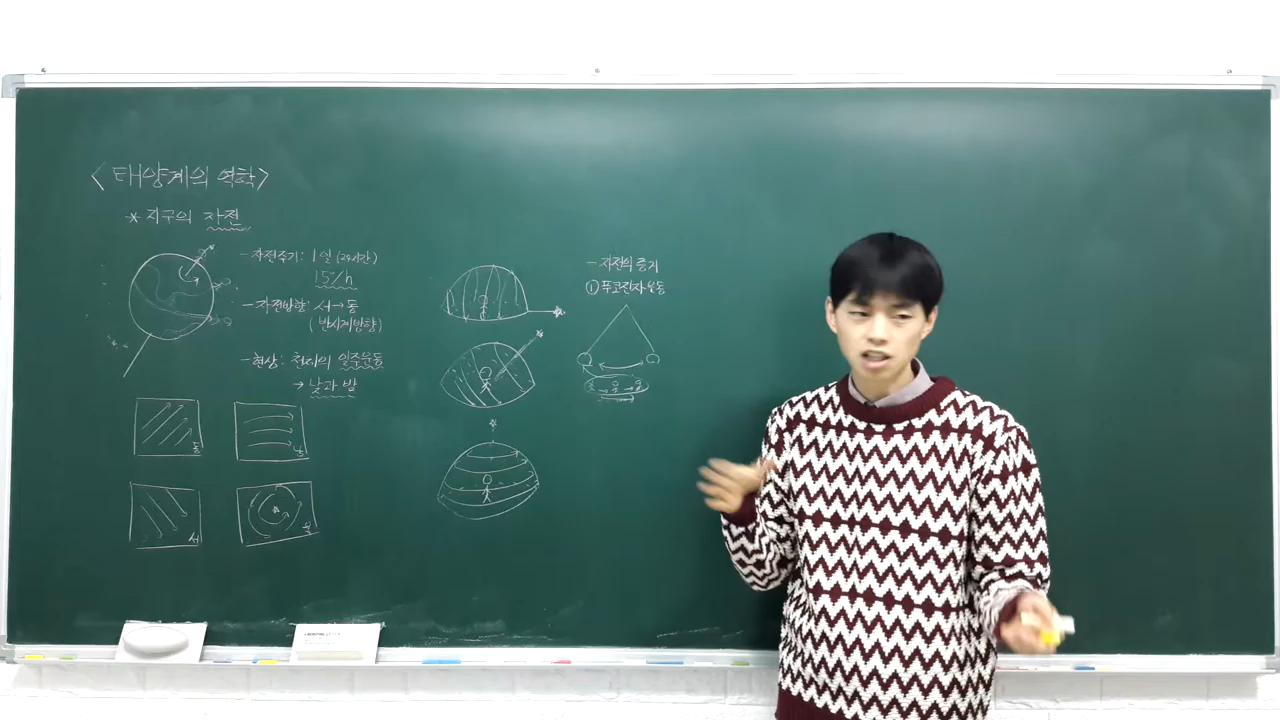 <태양계의 역학>
* 지구의 자전
- 자전주기: 1일 (24시간)
15°/h
- 자전방향: 서→동
(반시계방향)
- 현상: 천체의 일주운동
→ 낮과 밤
동
남
서
북
- 자전의 증거
① 푸코진자 운동